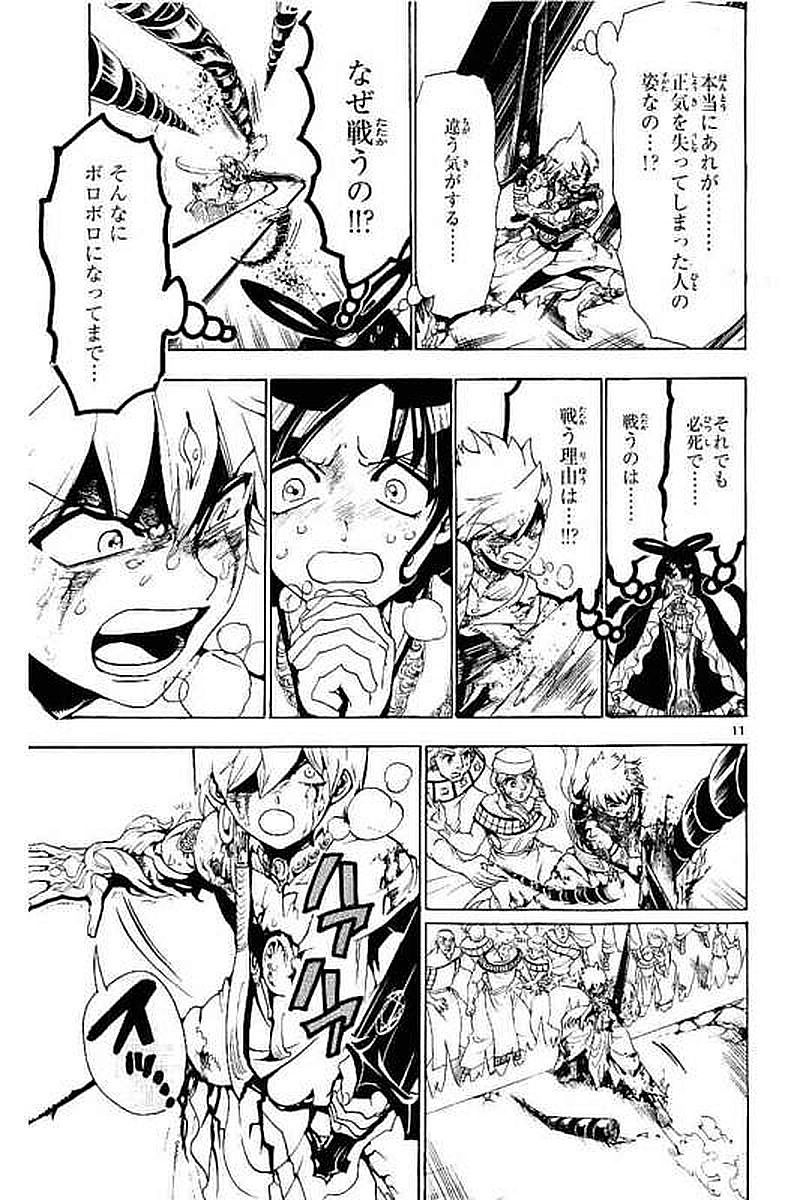 本当にあれが………
正気を失ってしまった人の
姿なの…!?
違う気がする……
なぜ戦うの!!?
そんなに
ボロボロになってまで…
それでも
必死で……
戦うのは……
戦う理由は……!!?
11
ハァ
ハァ
スッ…